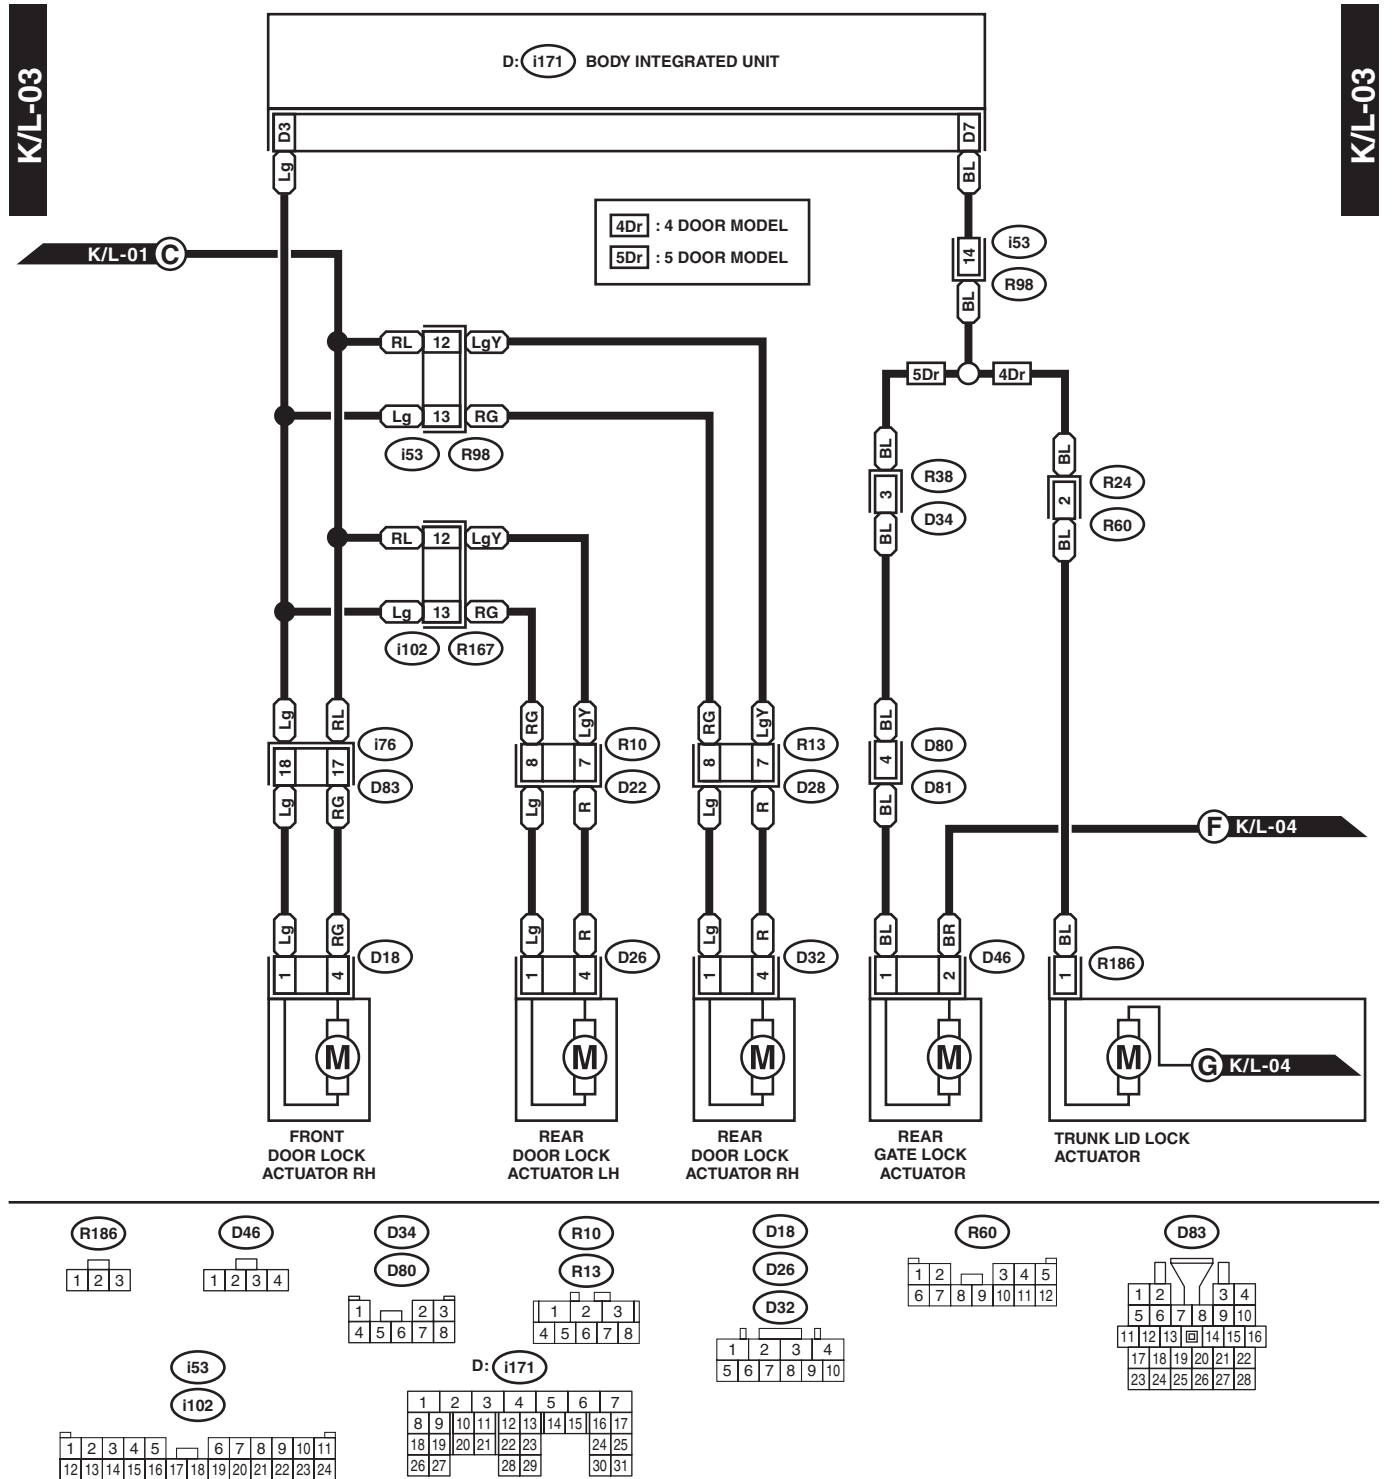 K/L-03
K/L-03
D: i171 BODY INTEGRATED UNIT
D3
D7
Lg
BL
4Dr : 4 DOOR MODEL
5Dr : 5 DOOR MODEL
K/L-01 C
14
i53
R98
BL
RL 12 LgY
5Dr 4Dr
Lg 13 RG
i53 R98
BL
BL
3
R38
D34
2
R24
R60
BL
BL
RL 12 LgY
Lg 13 RG
i102 R167
Lg RL
RG LgY
RG LgY
BL
18 17
i76
D83
8 7
R10
D22
8 7
R13
D28
4
D80
D81
Lg RG
Lg R
Lg R
BL
F K/L-04
Lg RG
Lg R
Lg R
BL BR
BL
1 4 D18
1 4 D26
1 4 D32
1 2 D46
1 R186
M
M
M
M
M
G K/L-04
FRONT
DOOR LOCK
ACTUATOR RH
REAR
DOOR LOCK
ACTUATOR LH
REAR
DOOR LOCK
ACTUATOR RH
REAR
GATE LOCK
ACTUATOR
TRUNK LID LOCK
ACTUATOR
R186
1 2 3
D46
1 2 3 4
D34
D80
1 2 3
4 5 6 7 8
R10
R13
1 2 3
4 5 6 7 8
D18
D26
D32
1 2 3 4
5 6 7 8 9 10
R60
1 2 3 4 5
6 7 8 9 10 11 12
D83
1 2 3 4
5 6 7 8 9 10
11 12 13 14 15 16
17 18 19 20 21 22
23 24 25 26 27 28
i53
i102
1 2 3 4 5 6 7 8 9 10 11
12 13 14 15 16 17 18 19 20 21 22 23 24
D: i171
1 2 3 4 5 6 7
8 9 10 11 12 13 14 15 16 17
18 19 20 21 22 23 24 25
26 27 28 29 30 31